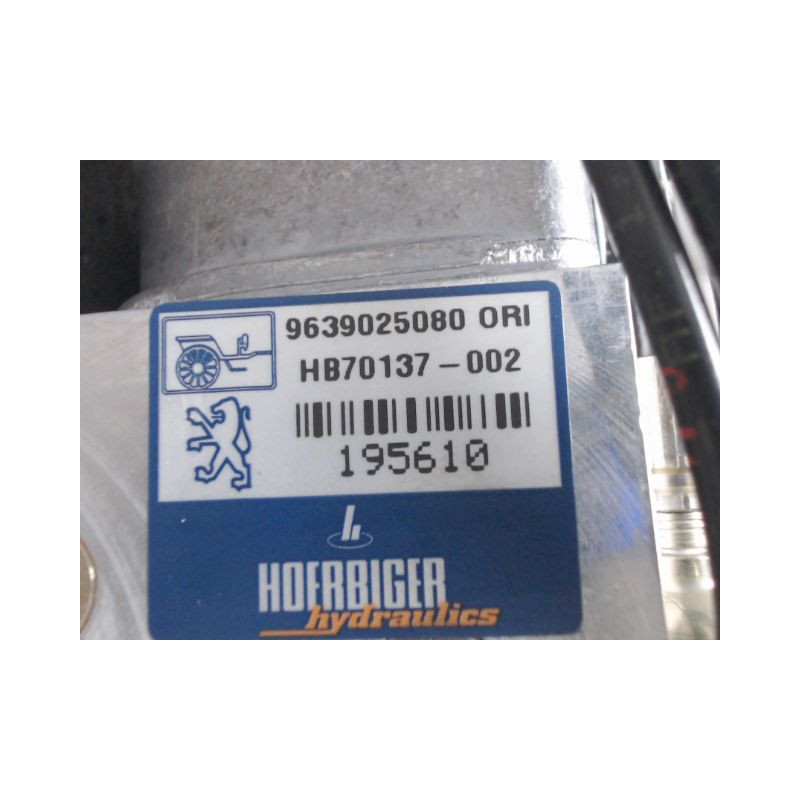 9639025080 ORI
HB70137-002
195610
HOERBIGER
hydraulics